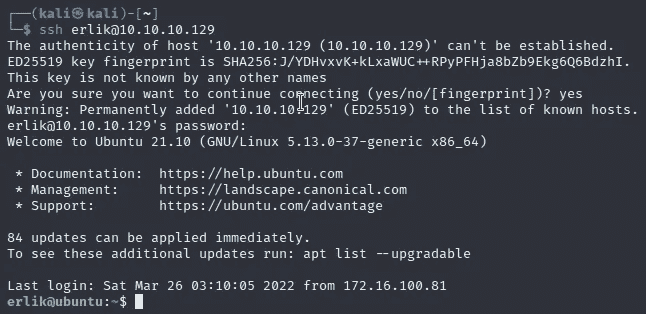 ┌──(kali㉿kali)-[~]
└─$ ssh erlik@10.10.10.129
The authenticity of host '10.10.10.129 (10.10.10.129)' can't be established.
ED25519 key fingerprint is SHA256:J/YDHvxvK+kLxaWUC++RPyPFHja8bZb9Ekg6Q6BdzhI.
This key is not known by any other names
Are you sure you want to continue connecting (yes/no/[fingerprint])? yes
Warning: Permanently added '10.10.10.129' (ED25519) to the list of known hosts.
erlik@10.10.10.129's password:
Welcome to Ubuntu 21.10 (GNU/Linux 5.13.0-37-generic x86_64)
* Documentation:  https://help.ubuntu.com
* Management:     https://landscape.canonical.com
* Support:        https://ubuntu.com/advantage
84 updates can be applied immediately.
To see these additional updates run: apt list --upgradable
Last login: Sat Mar 26 03:10:05 2022 from 172.16.100.81
erlik@ubuntu:~$